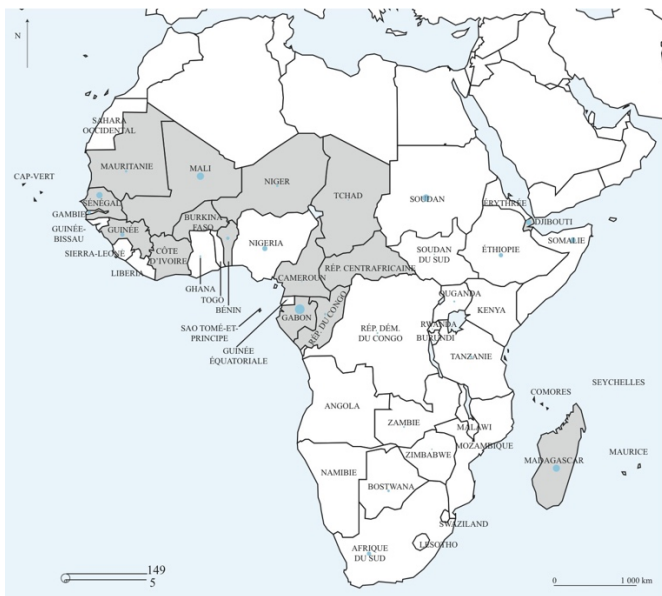 N
SAHARA
OCCIDENTAL
MAURITANIE
MALI
NIGER
TCHAD
SOUDAN
ÉRYTHRÉE
CAP-VERT
SÉNÉGAL
GAMBIE
GUINÉE-
BISSAU
GUINÉE
SIERRA-LEONE
LIBERIA
CÔTE
D'IVOIRE
BURKINA
FASO
GHANA
TOGO
BÉNIN
NIGERIA
CAMEROUN
RÉP. CENTRAFRICAINE
SOUDAN
DU SUD
ÉTHIOPIE
DJIBOUTI
SOMALIE
SAO TOMÉ-ET-
PRINCIPE
GUINÉE
ÉQUATORIALE
GABON
RÉP. DU CONGO
RÉP. DÉM.
DU CONGO
OUGANDA
RWANDA
BURUNDI
KENYA
TANZANIE
SEYCHELLES
COMORES
ANGOLA
ZAMBIE
MALAWI
MOZAMBIQUE
ZIMBABWE
MADAGASCAR
MAURICE
NAMIBIE
BOSTWANA
SWAZILAND
LESOTHO
AFRIQUE
DU SUD
149
5
0
1 000 km